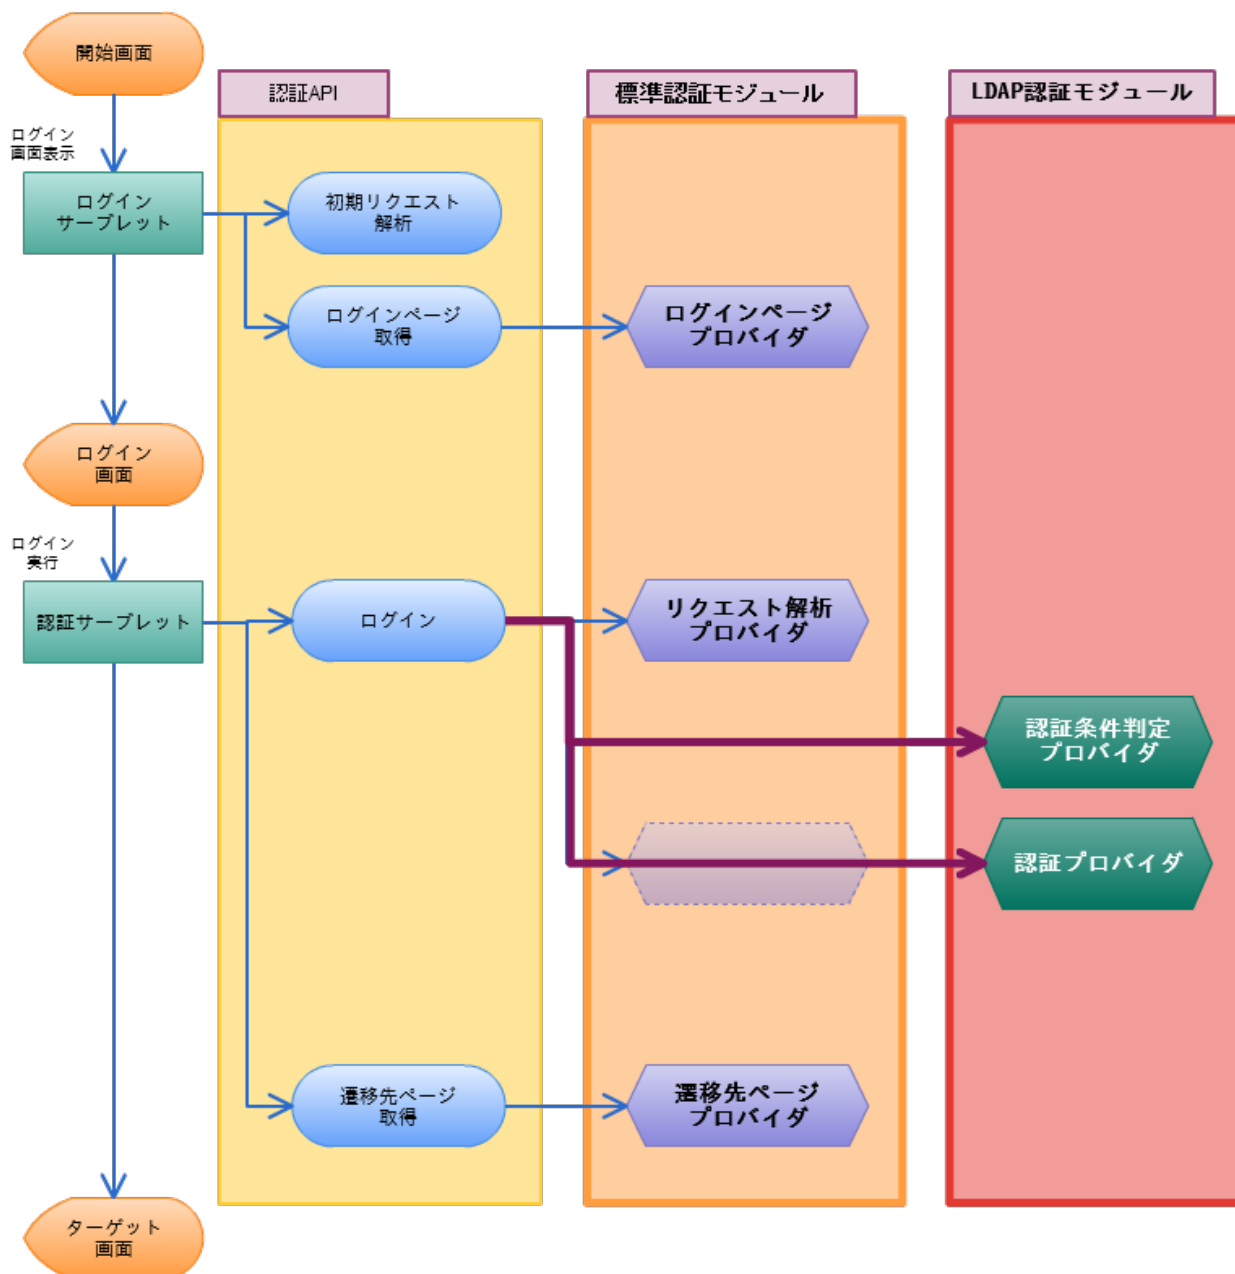 開始画面
認証API
標準認証モジュール
LDAP認証モジュール
ログイン
画面表示
ログイン
サーブレット
初期リクエスト
解析
ログインページ
取得
ログインページ
プロバイダ
ログイン
画面
ログイン
実行
認証サーブレット
ログイン
リクエスト解析
プロバイダ
認証条件判定
プロバイダ
認証プロバイダ
遷移先ページ
取得
遷移先ページ
プロバイダ
ターゲット
画面